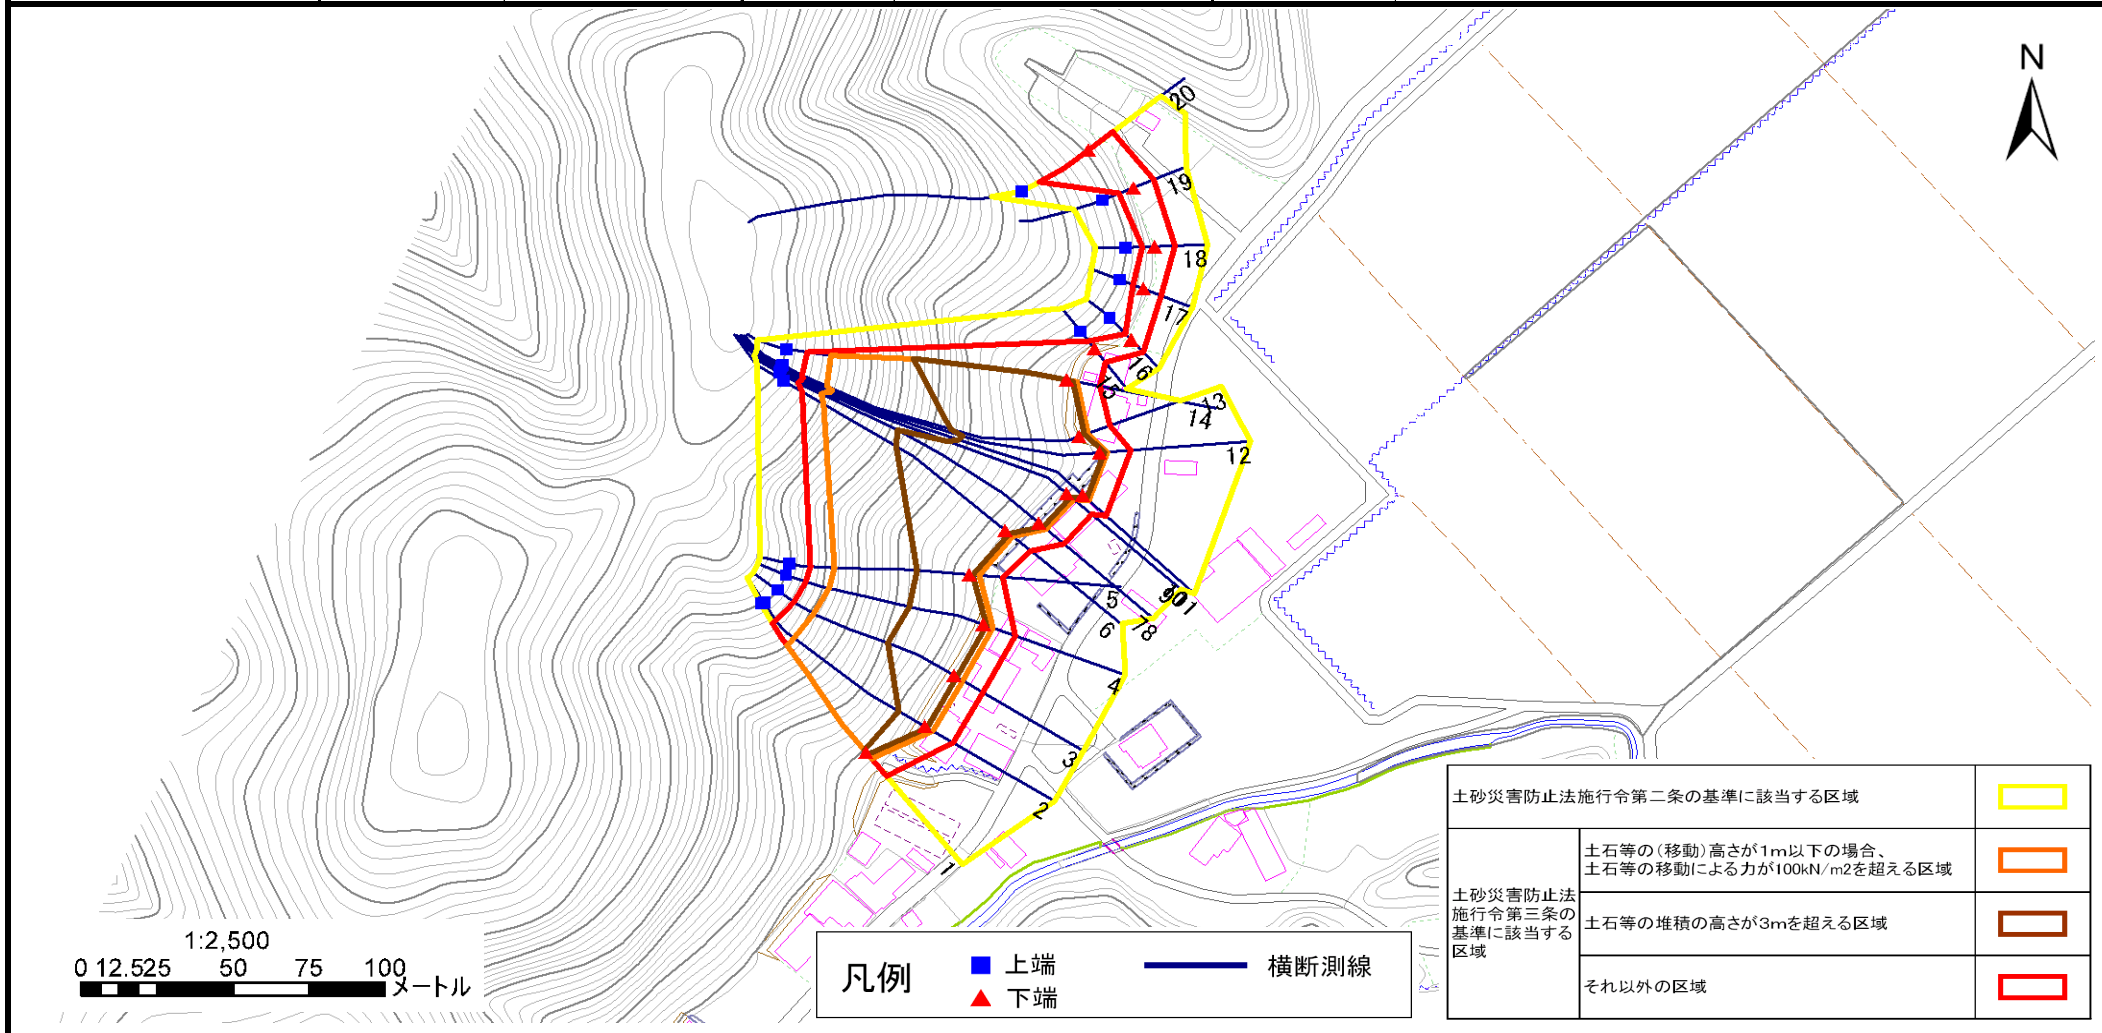 N
20
19
18
17
16
15
13
14
12
5
6
7
8
9
10
11
4
3
2
1
1:2,500
0 12.525 50 75 100
メートル
凡例
上端
下端
横断測線
土砂災害防止法施行令第二条の基準に該当する区域
土砂災害防止法
施行令第三条の
基準に該当する
区域
土石等の(移動)高さが1m以下の場合、
土石等の移動による力が100kN/m2を超える区域
土石等の堆積の高さが3mを超える区域
それ以外の区域